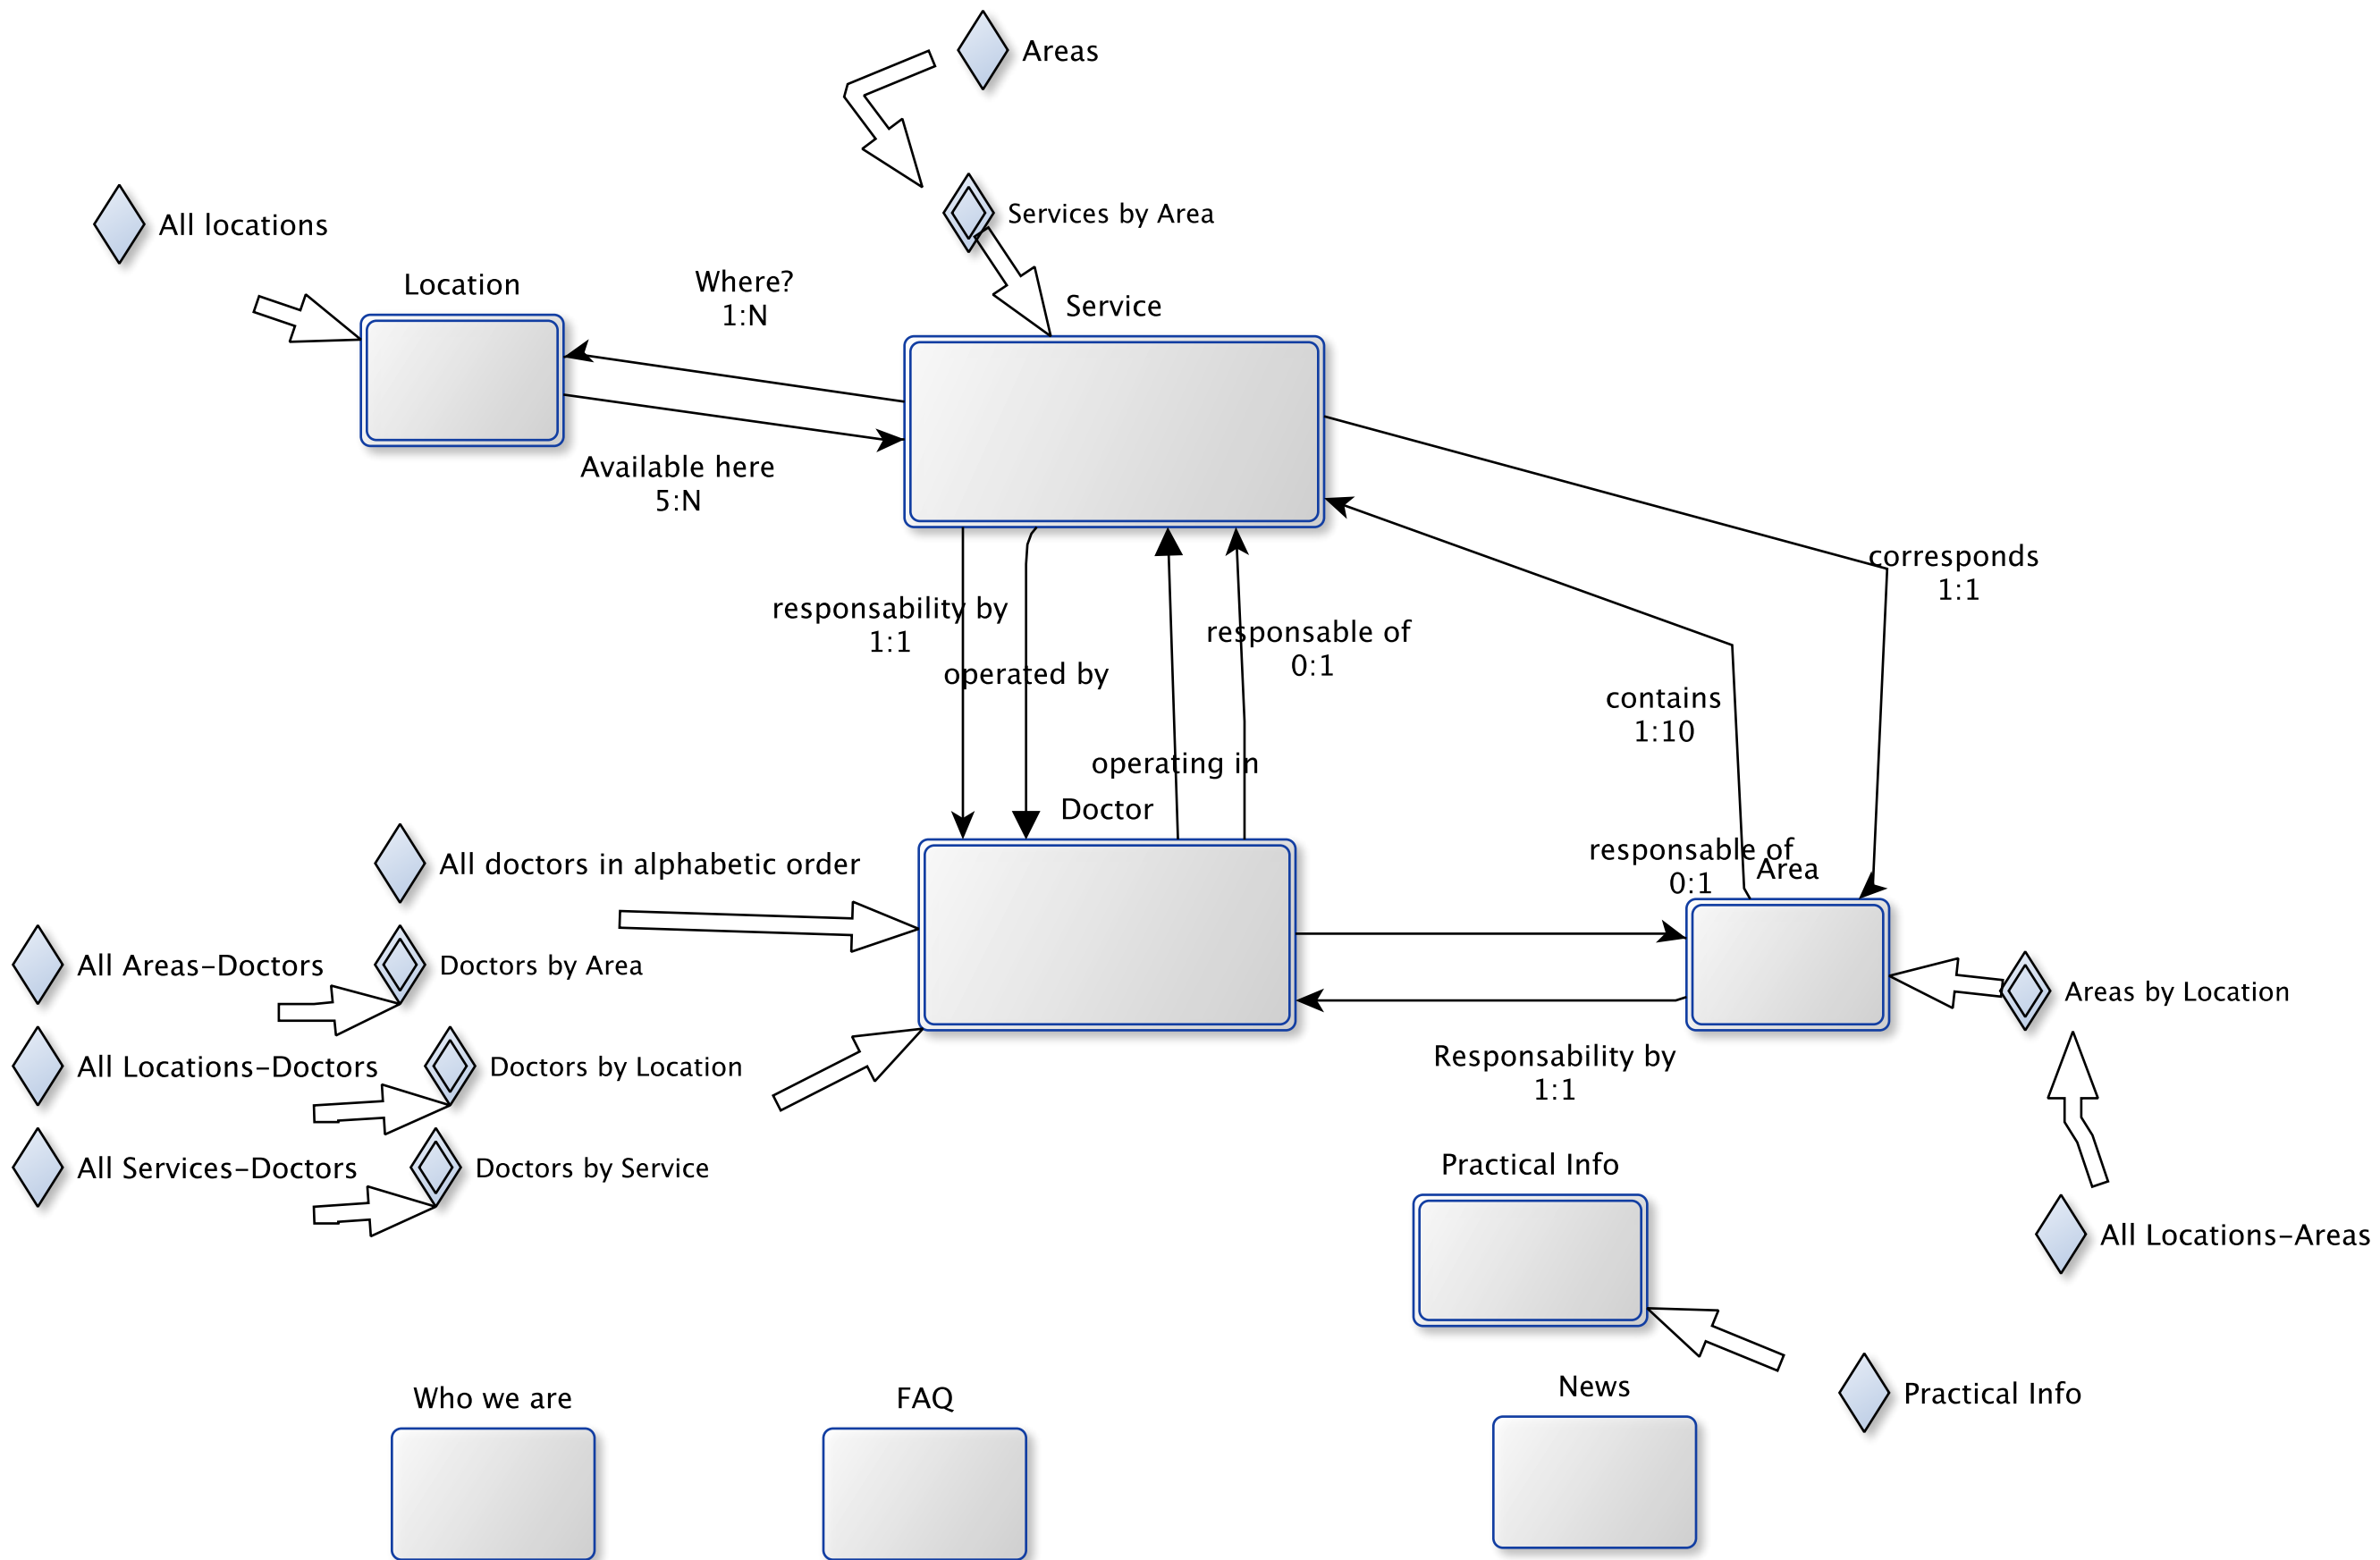 Areas
Services by Area
All locations
Location
Where?
1:N
Service
Available here
5:N
corresponds
1:1
responsability by
1:1
responsable of
0:1
operated by
contains
1:10
operating in
Doctor
All doctors in alphabetic order
responsable of
0:1
Area
All Areas-Doctors
Doctors by Area
Areas by Location
All Locations-Doctors
Doctors by Location
Responsability by
1:1
All Services-Doctors
Doctors by Service
Practical Info
All Locations-Areas
Practical Info
News
Who we are
FAQ